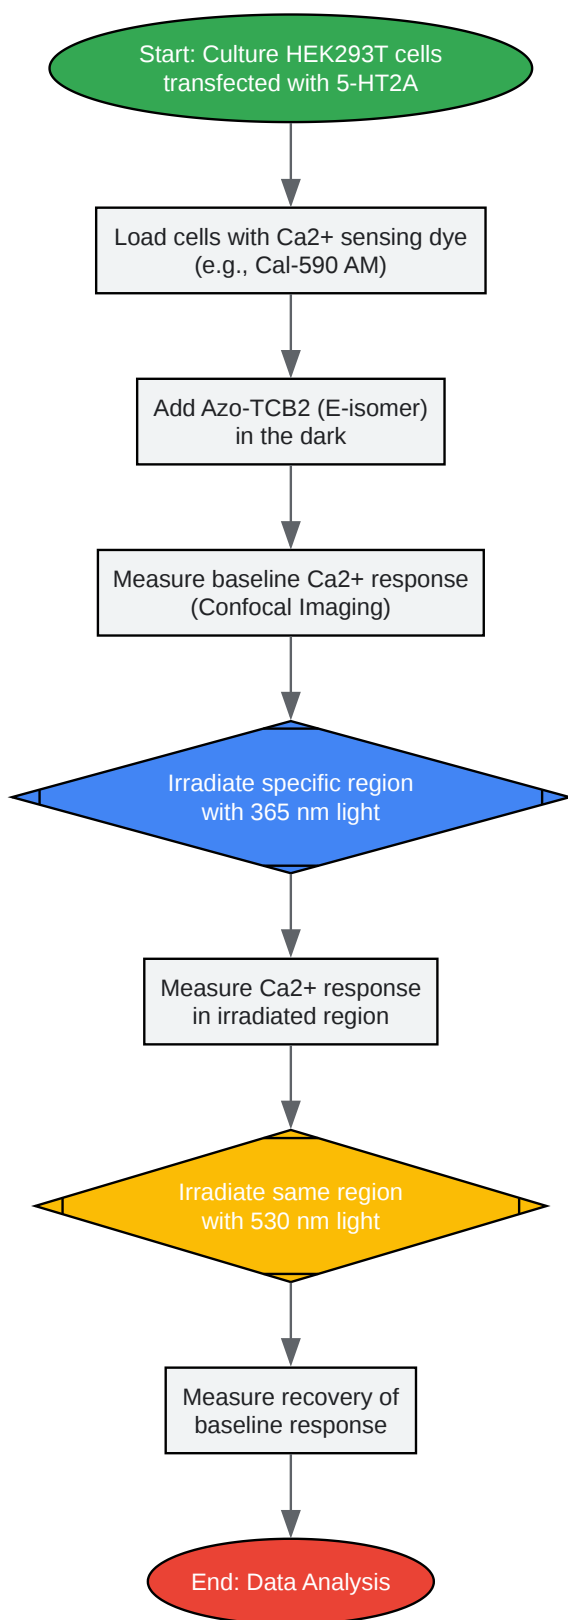 Start: Culture HEK293T cells
transfected with 5-HT2A
Load cells with Ca2+ sensing dye
(e.g., Cal-590 AM)
Add Azo-TCB2 (E-isomer)
in the dark
Measure baseline Ca2+ response
(Confocal Imaging)
Irradiate specific region
with 365 nm light
Measure Ca2+ response
in irradiated region
Irradiate same region
with 530 nm light
Measure recovery of
baseline response
End: Data Analysis